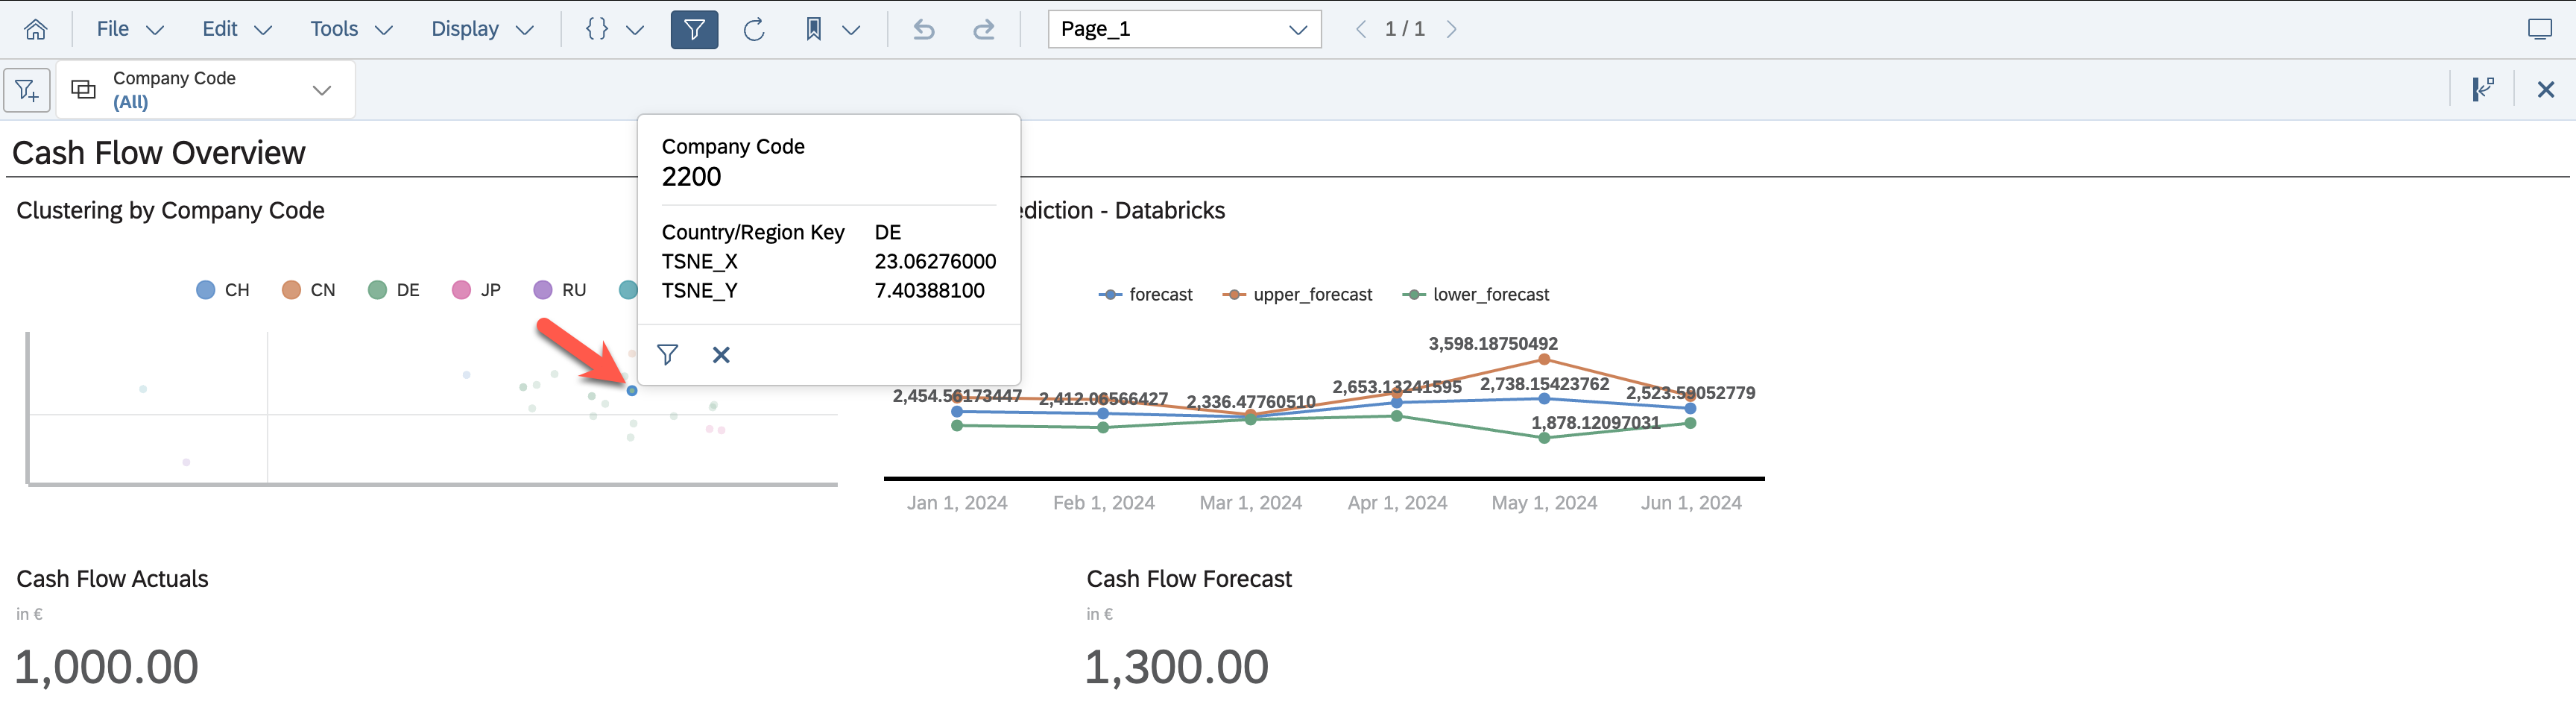 File Edit Tools Display {} Page_1 1 / 1
Company Code
(All)
Cash Flow Overview
Company Code
2200
Country/Region Key DE
TSNE_X 23.06276000
TSNE_Y 7.40388100
Clustering by Company Code
CH CN DE JP RU
ediction - Databricks
forecast upper_forecast lower_forecast
3,598.18750492
2,454.56173447 2,412.06566427 2,336.47760510 2,653.13241595 2,738.15423762 2,523.59052779
1,878.12097031
Jan 1, 2024 Feb 1, 2024 Mar 1, 2024 Apr 1, 2024 May 1, 2024 Jun 1, 2024
Cash Flow Actuals
in €
1,000.00
Cash Flow Forecast
in €
1,300.00